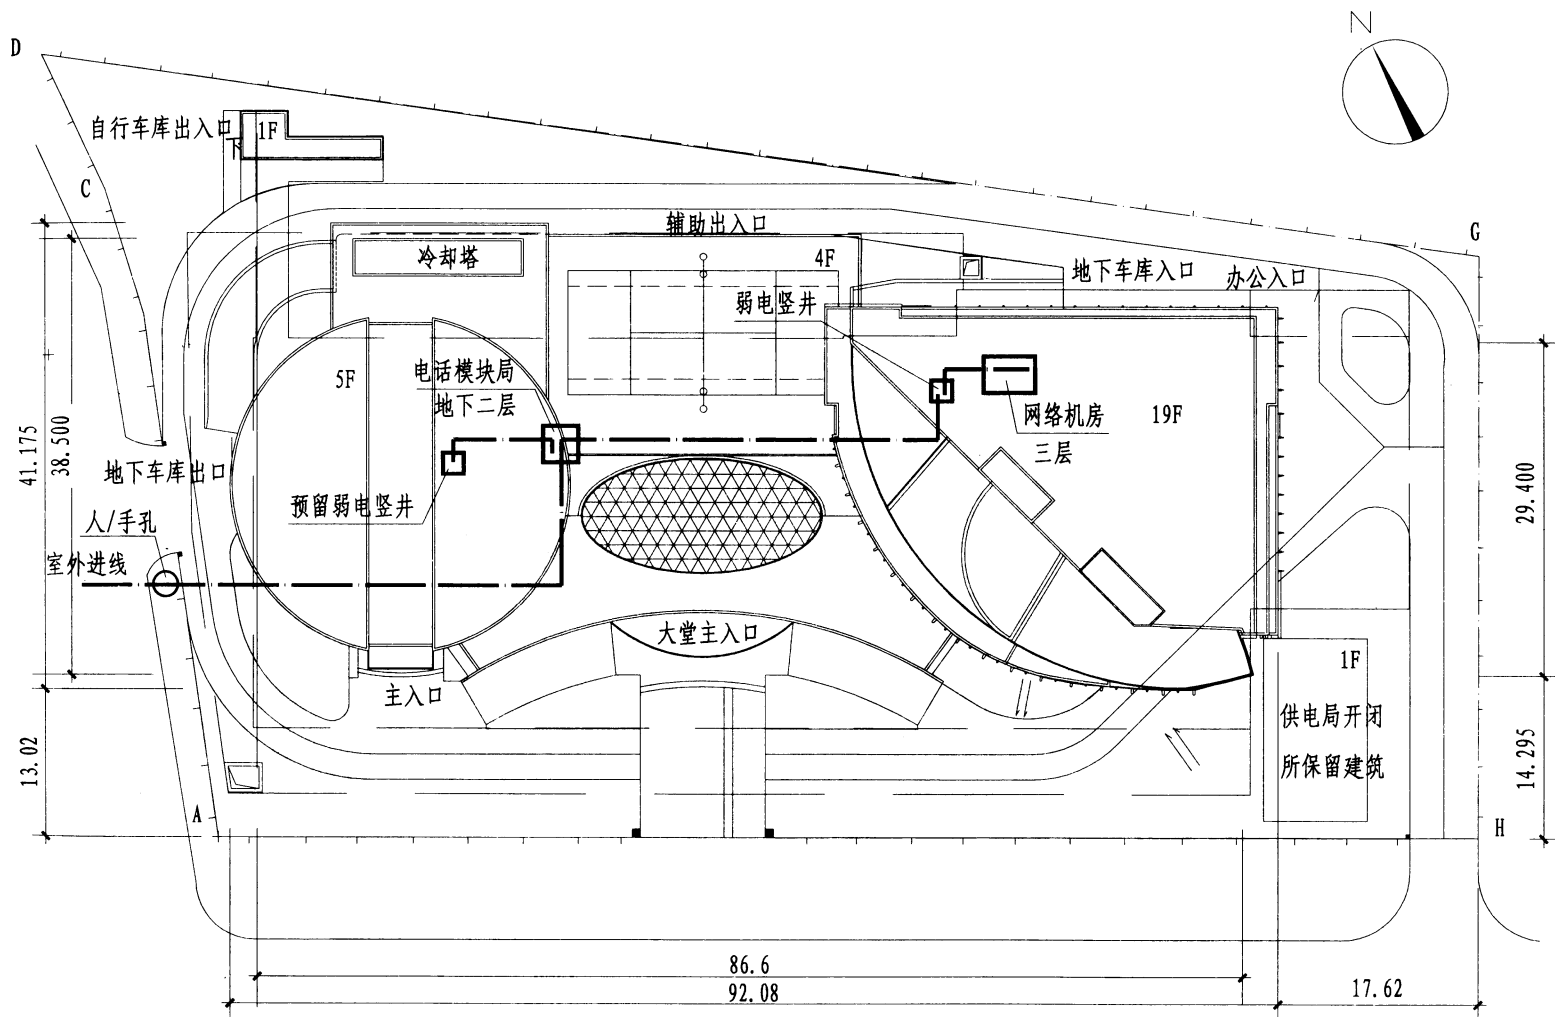 N
D
自行车库出入口
1F
下
C
辅助出入口
G
冷却塔
4F
地下车库入口
办公入口
弱电竖井
5F
电话模块局
地下二层
网络机房
三层
19F
41.175
38.500
29.400
地下车库出口
预留弱电竖井
人/手孔
室外进线
大堂主入口
主入口
1F
供电局开闭
所保留建筑
13.02
14.295
A
H
86.6
92.08
17.62